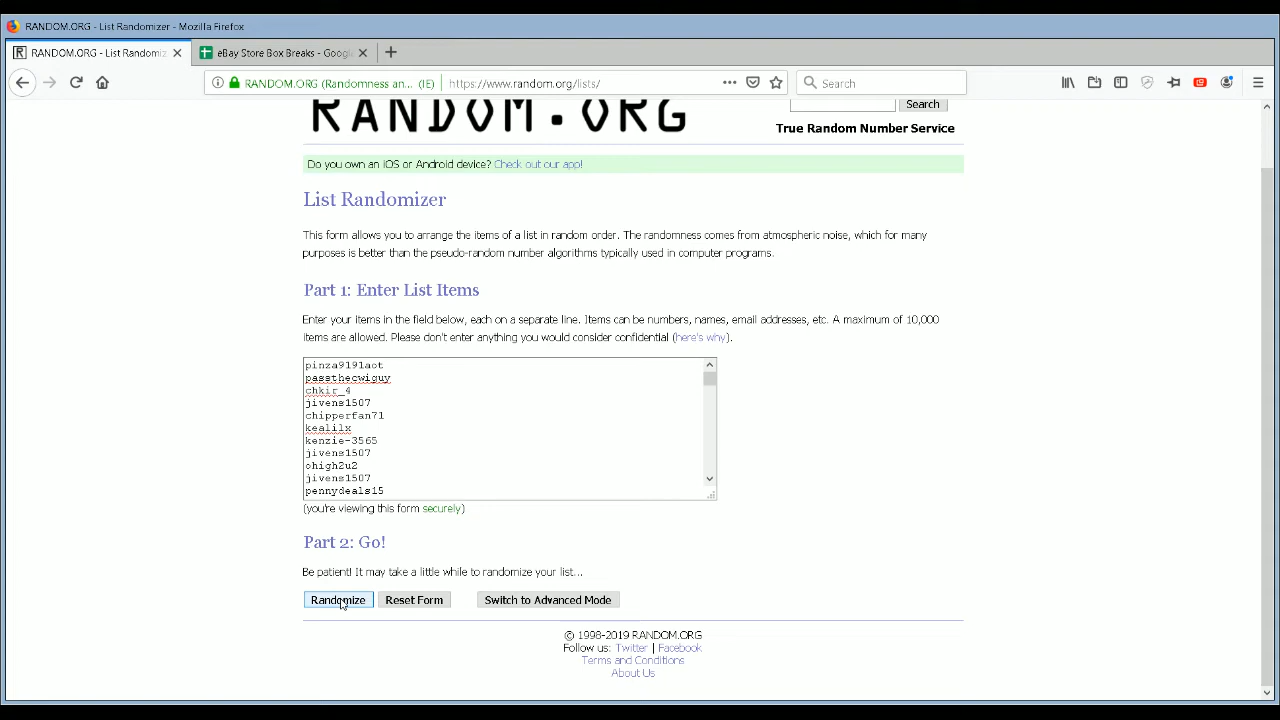 RANDOM.ORG - List Randomizer - Mozilla Firefox
RANDOM.ORG - List Randomiz
eBay Store Box Breaks - Googl
RANDOM.ORG (Randomness an... (IE)
https://www.random.org/lists/
Search
RANDOM.ORG
Search
True Random Number Service
Do you own an iOS or Android device? Check out our app!
List Randomizer
This form allows you to arrange the items of a list in random order. The randomness comes from atmospheric noise, which for many
purposes is better than the pseudo-random number algorithms typically used in computer programs.
Part 1: Enter List Items
Enter your items in the field below, each on a separate line. Items can be numbers, names, email addresses, etc. A maximum of 10,000
items are allowed. Please don't enter anything you would consider confidential (here's why).
pinza9191aot
passthecwiguy
chkir_4
jivens1507
chipperfan71
kealilx
kenzie-3565
jivens1507
ohigh2u2
jivens1507
pennydeals15
(you're viewing this form securely)
Part 2: Go!
Be patient! It may take a little while to randomize your list...
Randomize Reset Form Switch to Advanced Mode
© 1998-2019 RANDOM.ORG
Follow us: Twitter | Facebook
Terms and Conditions
About Us